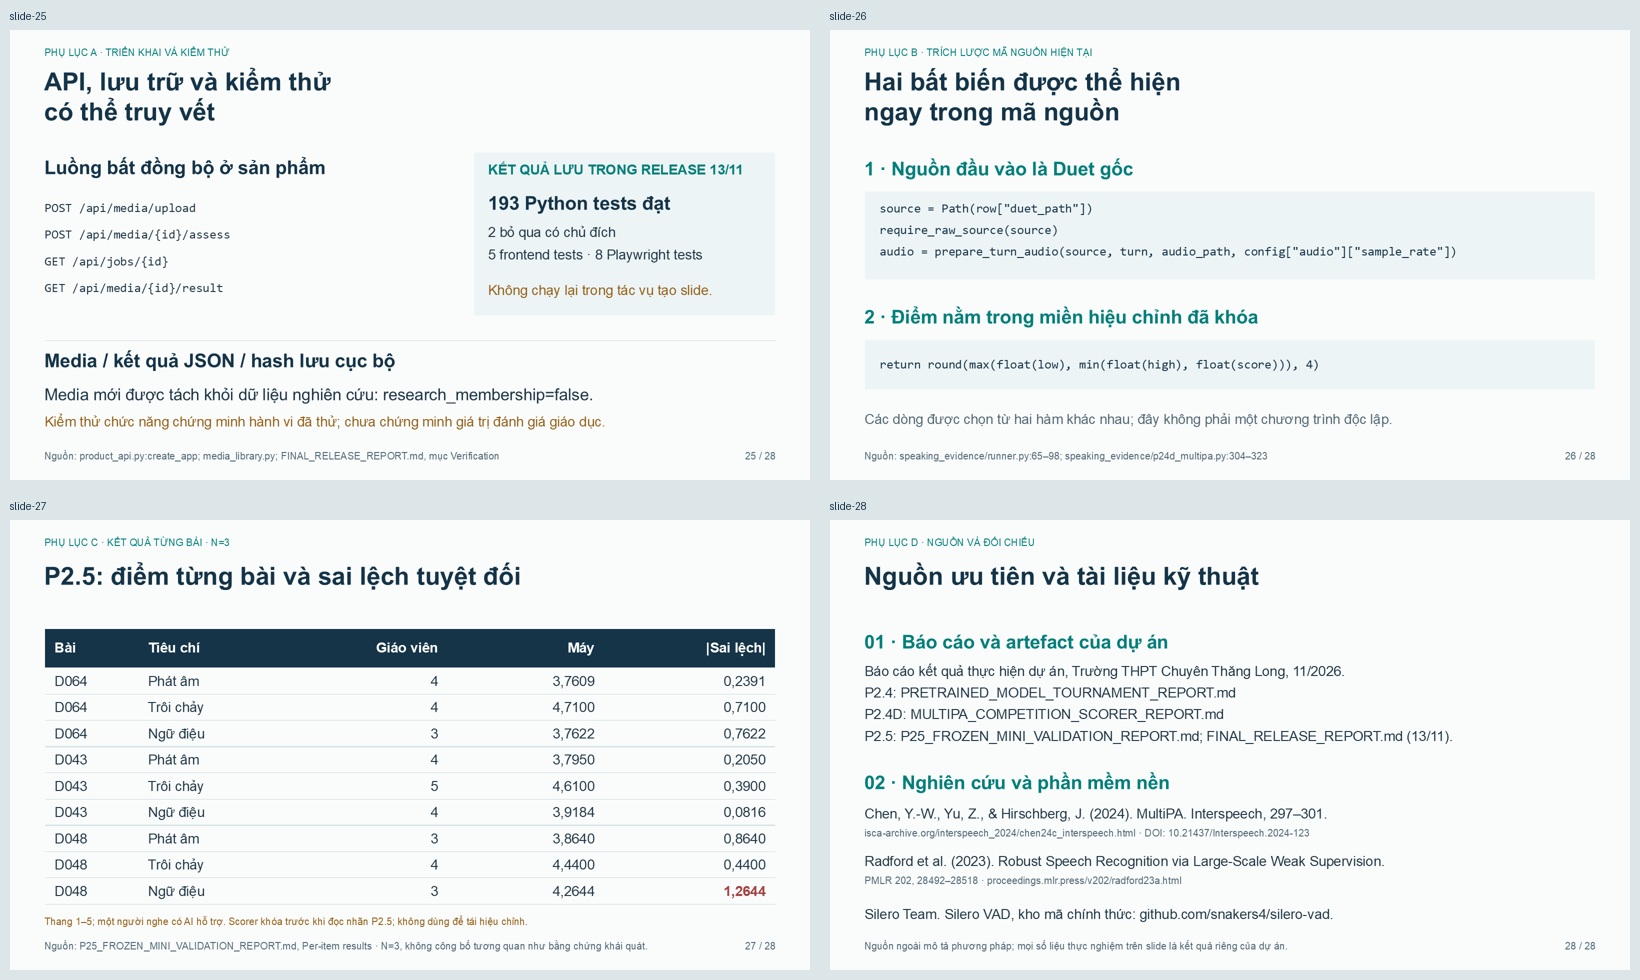 slide-25
PHỤ LỤC A · TRIỂN KHAI VÀ KIỂM THỬ
API, lưu trữ và kiểm thử
có thể truy vết
Luồng bất đồng bộ ở sản phẩm
POST /api/media/upload
POST /api/media/{id}/assess
GET /api/jobs/{id}
GET /api/media/{id}/result
KẾT QUẢ LƯU TRONG RELEASE 13/11
193 Python tests đạt
2 bỏ qua có chủ đích
5 frontend tests · 8 Playwright tests
Không chạy lại trong tác vụ tạo slide.
Media / kết quả JSON / hash lưu cục bộ
Media mới được tách khỏi dữ liệu nghiên cứu: research_membership=false.
Kiểm thử chức năng chứng minh hành vi đã thử; chưa chứng minh giá trị đánh giá giáo dục.
Nguồn: product_api.py:create_app; media_library.py; FINAL_RELEASE_REPORT.md, mục Verification
25 / 28
slide-26
PHỤ LỤC B · TRÍCH LƯỢC MÃ NGUỒN HIỆN TẠI
Hai bất biến được thể hiện
ngay trong mã nguồn
1 · Nguồn đầu vào là Duet gốc
source = Path(row["duet_path"])
require_raw_source(source)
audio = prepare_turn_audio(source, turn, audio_path, config["audio"]["sample_rate"])
2 · Điểm nằm trong miền hiệu chỉnh đã khóa
return round(max(float(low), min(float(high), float(score))), 4)
Các dòng được chọn từ hai hàm khác nhau; đây không phải một chương trình độc lập.
Nguồn: speaking_evidence/runner.py:65–98; speaking_evidence/p24d_multipa.py:304–323
26 / 28
slide-27
PHỤ LỤC C · KẾT QUẢ TỪNG BÀI · N=3
P2.5: điểm từng bài và sai lệch tuyệt đối
Bài Tiêu chí Giáo viên Máy |Sai lệch|
D064 Phát âm 4 3,7609 0,2391
D064 Trôi chảy 4 4,7100 0,7100
D064 Ngữ điệu 3 3,7622 0,7622
D043 Phát âm 4 3,7950 0,2050
D043 Trôi chảy 5 4,6100 0,3900
D043 Ngữ điệu 4 3,9184 0,0816
D048 Phát âm 3 3,8640 0,8640
D048 Trôi chảy 4 4,4400 0,4400
D048 Ngữ điệu 3 4,2644 1,2644
Thang 1–5; một người nghe có AI hỗ trợ. Scorer khóa trước khi đọc nhãn P2.5; không dùng để tái hiệu chỉnh.
Nguồn: P25_FROZEN_MINI_VALIDATION_REPORT.md, Per-item results · N=3, không công bố tương quan như bằng chứng khái quát.
27 / 28
slide-28
PHỤ LỤC D · NGUỒN VÀ ĐỐI CHIẾU
Nguồn ưu tiên và tài liệu kỹ thuật
01 · Báo cáo và artefact của dự án
Báo cáo kết quả thực hiện dự án, Trường THPT Chuyên Thăng Long, 11/2026.
P2.4: PRETRAINED_MODEL_TOURNAMENT_REPORT.md
P2.4D: MULTIPA_COMPETITION_SCORER_REPORT.md
P2.5: P25_FROZEN_MINI_VALIDATION_REPORT.md; FINAL_RELEASE_REPORT.md (13/11).
02 · Nghiên cứu và phần mềm nền
Chen, Y.-W., Yu, Z., & Hirschberg, J. (2024). MultiPA. Interspeech, 297–301.
isca-archive.org/interspeech_2024/chen24c_interspeech.html · DOI: 10.21437/Interspeech.2024-123
Radford et al. (2023). Robust Speech Recognition via Large-Scale Weak Supervision.
PMLR 202, 28492–28518 · proceedings.mlr.press/v202/radford23a.html
Silero Team. Silero VAD, kho mã chính thức: github.com/snakers4/silero-vad.
Nguồn ngoài mô tả phương pháp; mọi số liệu thực nghiệm trên slide là kết quả riêng của dự án.
28 / 28